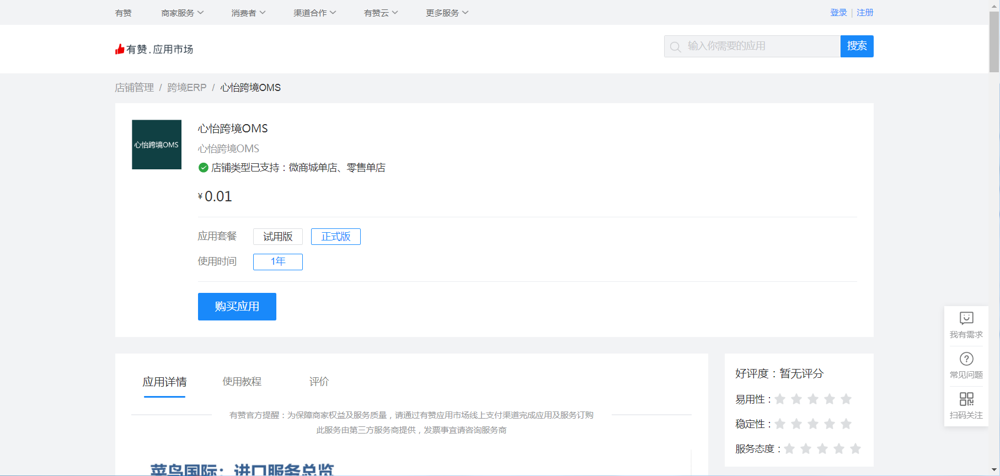 有赞 商家服务 消费者 渠道合作 有赞云 更多服务 登录 | 注册
有赞.应用市场 输入你需要的应用 搜索
店铺管理 / 跨境ERP / 心怡跨境OMS
心怡跨境OMS
心怡跨境OMS
心怡跨境OMS
店铺类型已支持：微商城单店、零售单店
¥0.01
应用套餐 试用版 正式版
使用时间 1年
购买应用
我有需求
常见问题
扫码关注
应用详情 使用教程 评价
有赞官方提醒：为保障商家权益及服务质量，请通过有赞应用市场线上支付渠道完成应用及服务订购
此服务由第三方服务商提供，发票事宜请咨询服务商
菜鸟国际：进口服务总览
好评度：暂无评分
易用性：
稳定性：
服务态度：